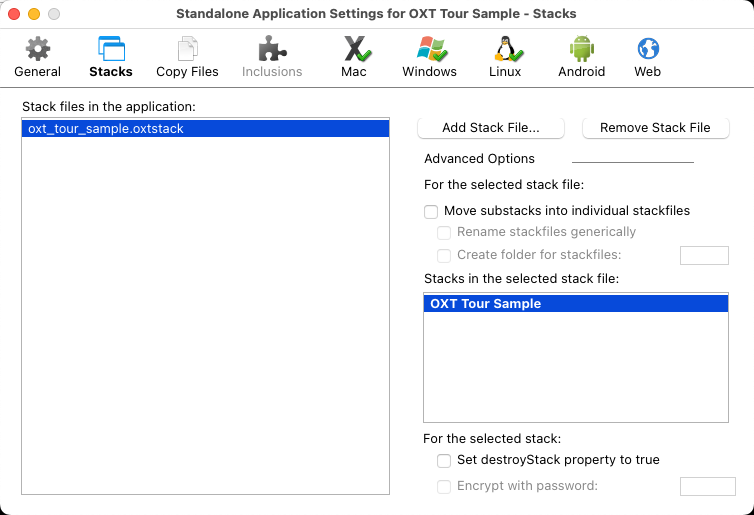 Standalone Application Settings for OXT Tour Sample - Stacks
General Stacks Copy Files Inclusions Mac Windows Linux Android Web
Stack files in the application:
oxt_tour_sample.oxtstack
Add Stack File... Remove Stack File
Advanced Options
For the selected stack file:
Move substacks into individual stackfiles
Rename stackfiles generically
Create folder for stackfiles:
Stacks in the selected stack file:
OXT Tour Sample
For the selected stack:
Set destroyStack property to true
Encrypt with password: